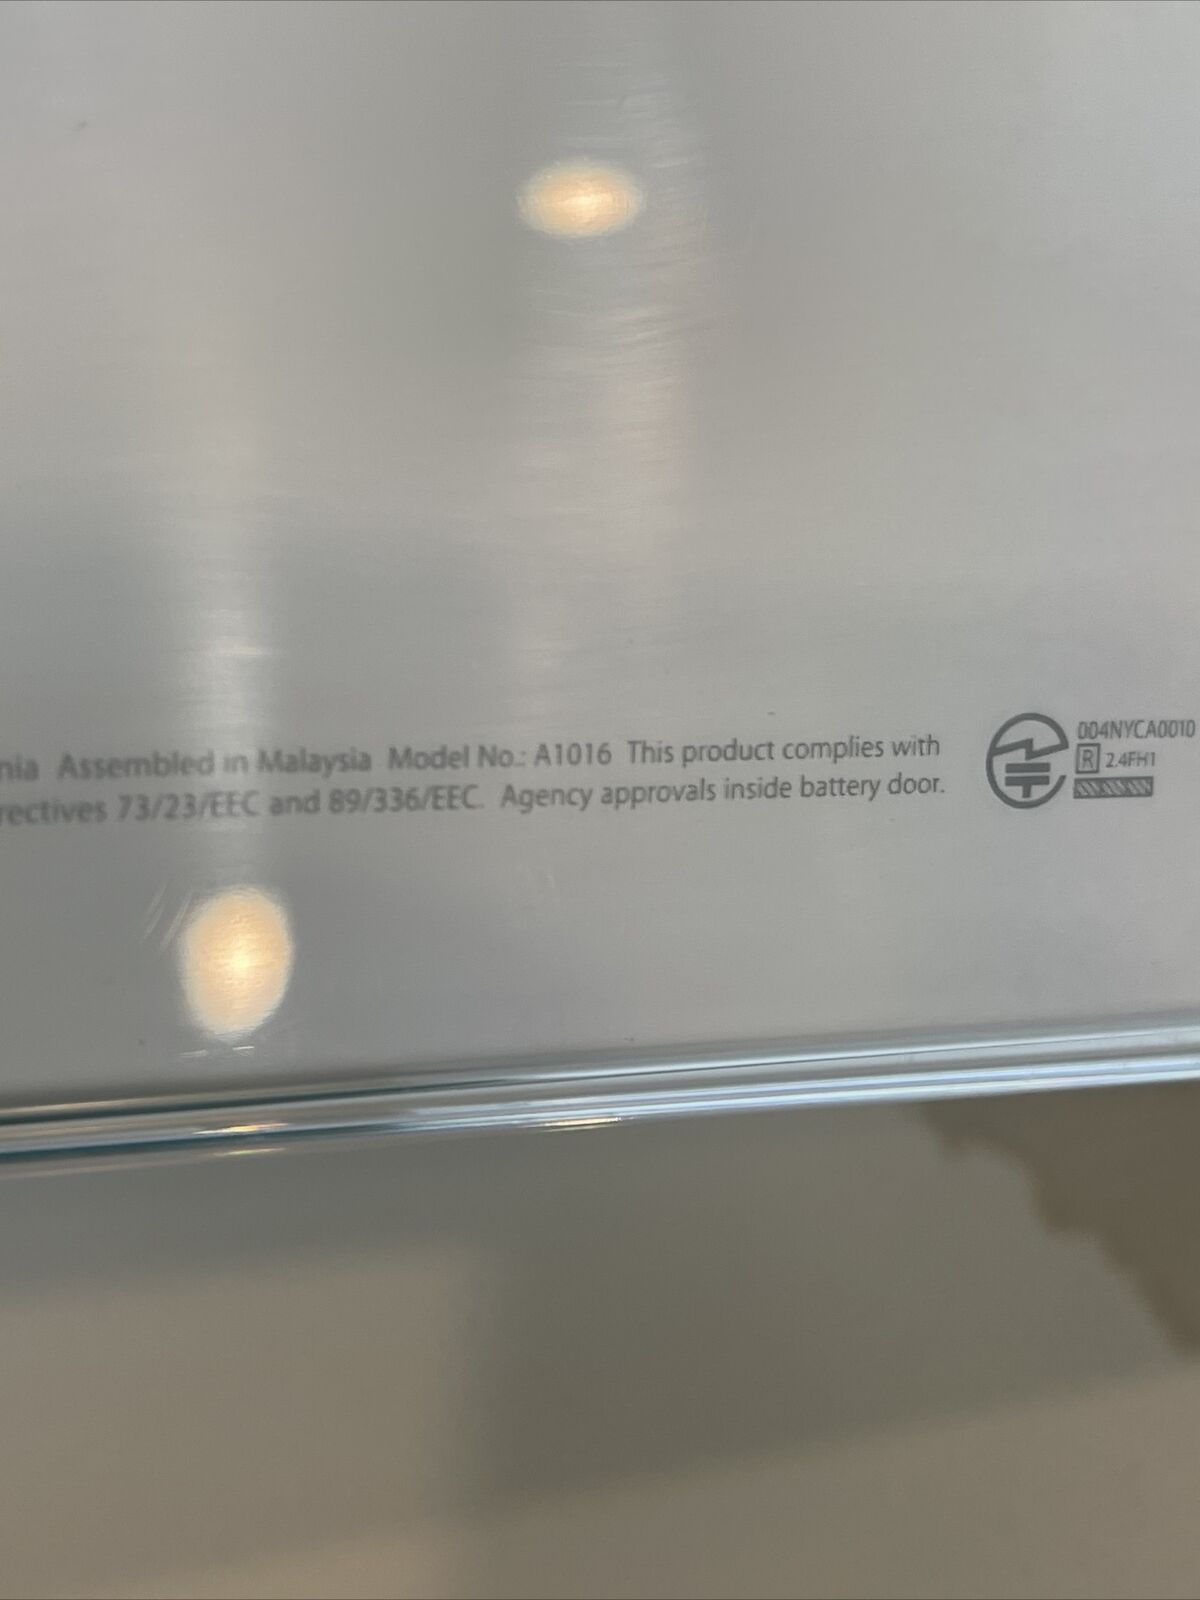 nia Assembled in Malaysia Model No.: A1016 This product complies with
rectives 73/23/EEC and 89/336/EEC. Agency approvals inside battery door.
004NYCA0010
R 2.4FH1